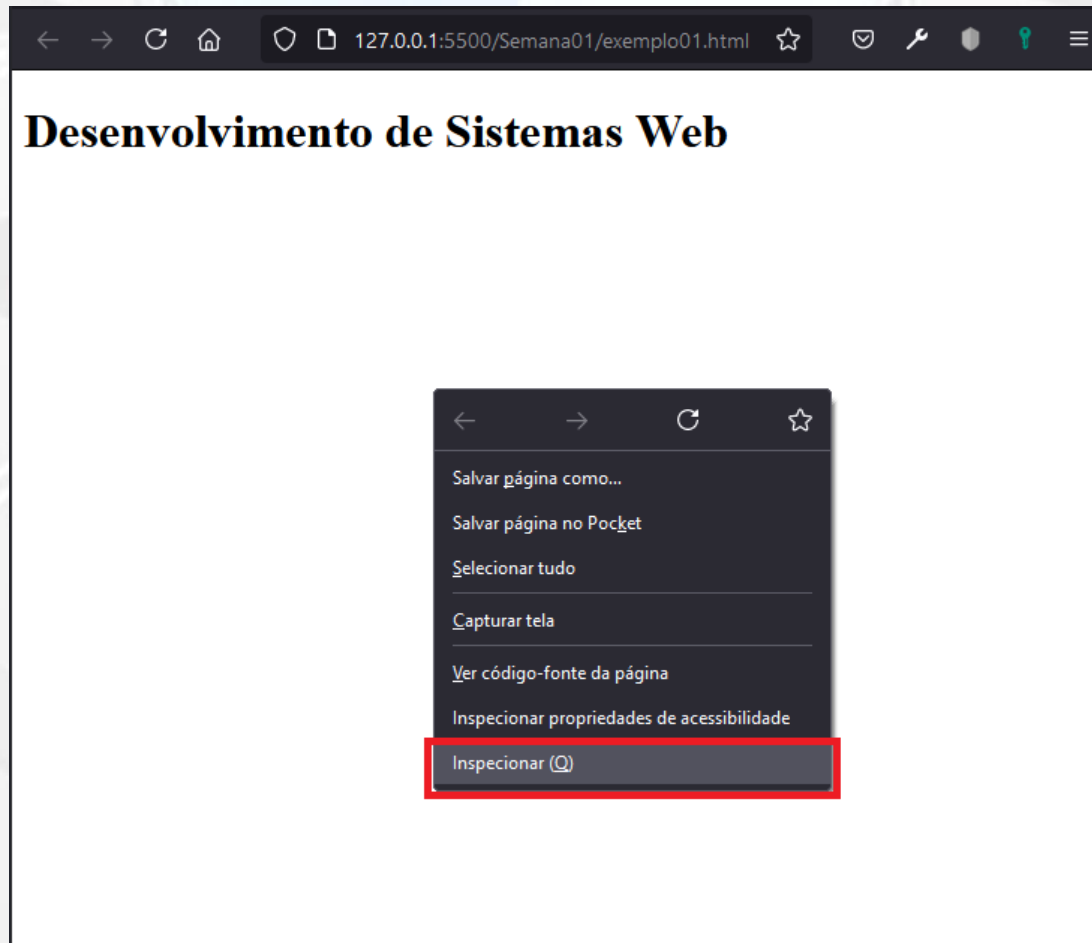 127.0.0.1:5500/Semana01/exemplo01.html
Desenvolvimento de Sistemas Web
Salvar página como...
Salvar página no Pocket
Selecionar tudo
Capturar tela
Ver código-fonte da página
Inspecionar propriedades de acessibilidade
Inspecionar (Q)